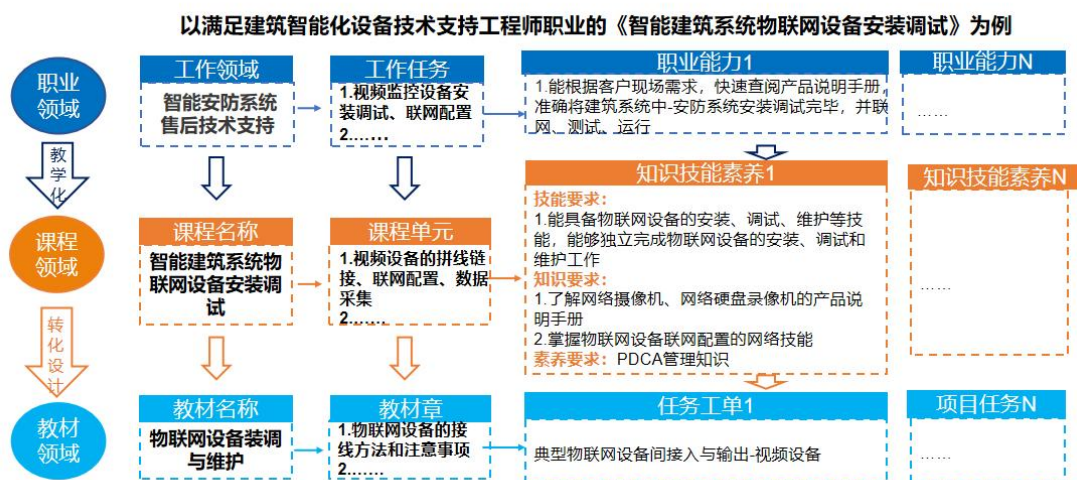 以满足建筑智能化设备技术支持工程师职业的《智能建筑系统物联网设备安装调试》为例
职业
领域
工作领域
智能安防系统
售后技术支持
工作任务
1.视频监控设备安
装调试、联网配置
2.……
职业能力1
1.能根据客户现场需求，快速查阅产品说明手册，
准确将建筑系统中-安防系统安装调试完毕，并联
网、测试、运行
职业能力N
……
教
学
化
课程
领域
课程名称
智能建筑系统物
联网设备安装调
试
课程单元
1.视频设备的拼线链
接、联网配置、数据
采集
2.……
知识技能素养1
技能要求：
1.能具备物联网设备的安装、调试、维护等技
能，能够独立完成物联网设备的安装、调试和
维护工作
知识要求：
1.了解网络摄像机、网络硬盘录像机的产品说
明手册
2.掌握物联网设备联网配置的网络技能
素养要求：PDCA管理知识
知识技能素养N
……
转
化
设
计
教材
领域
教材名称
物联网设备装调
与维护
教材章
1.物联网设备的接
线方法和注意事项
2.……
任务工单1
典型物联网设备间接入与输出-视频设备
项目任务N
……